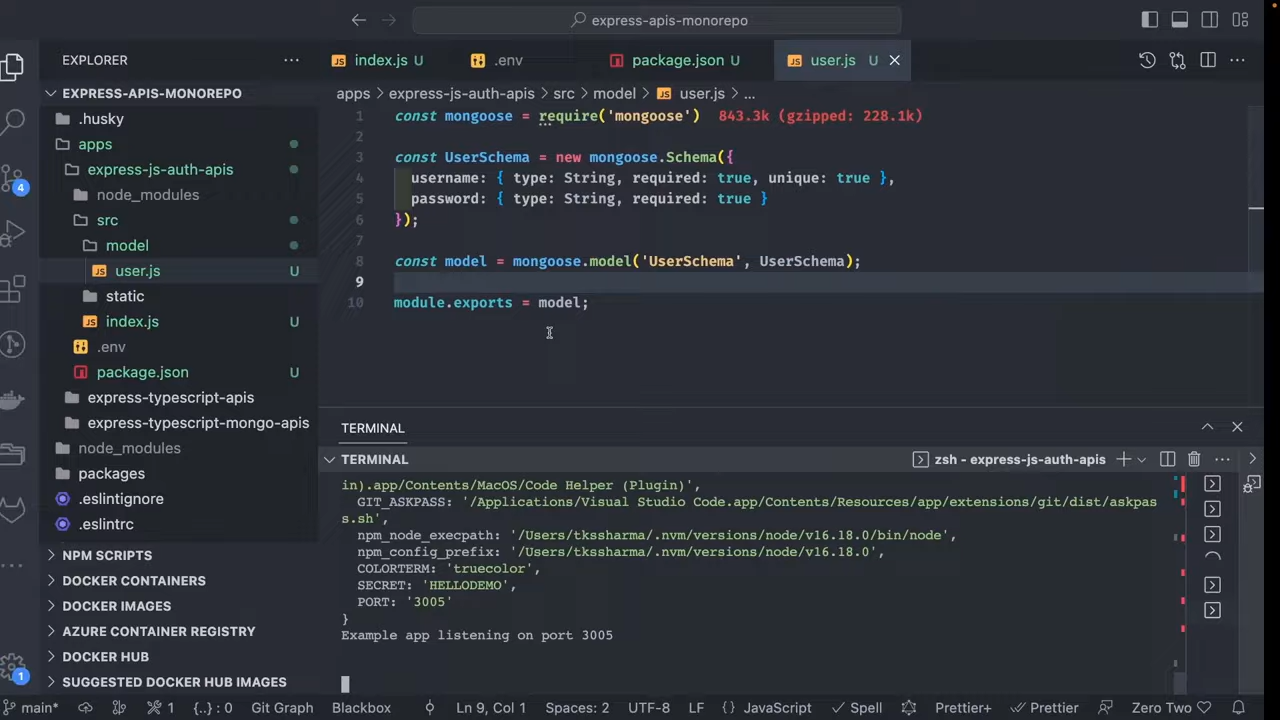 express-apis-monorepo
EXPLORER
index.js U
.env
package.json U
user.js U
EXPRESS-APIS-MONOREPO
apps > express-js-auth-apis > src > model > user.js > ...
.husky
apps
express-js-auth-apis
node_modules
src
model
user.js U
static
index.js U
.env
package.json U
express-typescript-apis
express-typescript-mongo-apis
node_modules
packages
.eslintignore
.eslintrc
NPM SCRIPTS
DOCKER CONTAINERS
DOCKER IMAGES
AZURE CONTAINER REGISTRY
DOCKER HUB
SUGGESTED DOCKER HUB IMAGES
4
1
1 const mongoose = require('mongoose') 843.3k (gzipped: 228.1k)
2
3 const UserSchema = new mongoose.Schema({
4 username: { type: String, required: true, unique: true },
5 password: { type: String, required: true }
6 });
7
8 const model = mongoose.model('UserSchema', UserSchema);
9
10 module.exports = model;
TERMINAL
TERMINAL
zsh - express-js-auth-apis
in).app/Contents/MacOS/Code Helper (Plugin)',
GIT_ASKPASS: '/Applications/Visual Studio Code.app/Contents/Resources/app/extensions/git/dist/askpas
s.sh',
npm_node_execpath: '/Users/tkssharma/.nvm/versions/node/v16.18.0/bin/node',
npm_config_prefix: '/Users/tkssharma/.nvm/versions/node/v16.18.0',
COLORTERM: 'truecolor',
SECRET: 'HELLODEMO',
PORT: '3005'
}
Example app listening on port 3005
main* 1 {..} : 0 Git Graph Blackbox Ln 9, Col 1 Spaces: 2 UTF-8 LF {} JavaScript Spell Prettier+ Prettier Zero Two